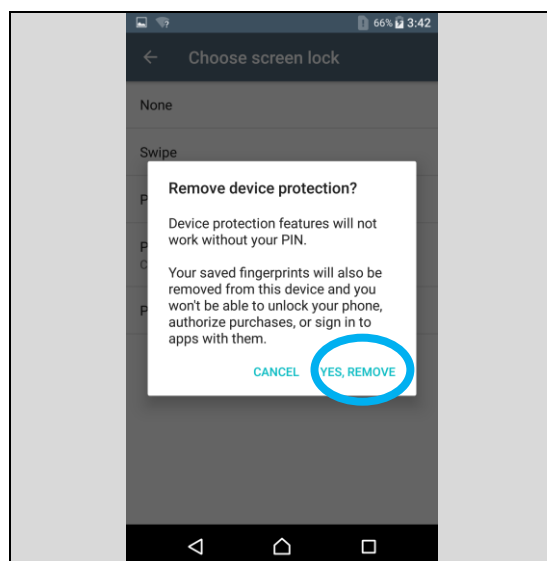 66% 3:42
Choose screen lock
None
Swipe
P
Remove device protection?
Device protection features will not
work without your PIN.
P
Your saved fingerprints will also be
removed from this device and you
won't be able to unlock your phone,
P
authorize purchases, or sign in to
apps with them.
CANCEL YES, REMOVE